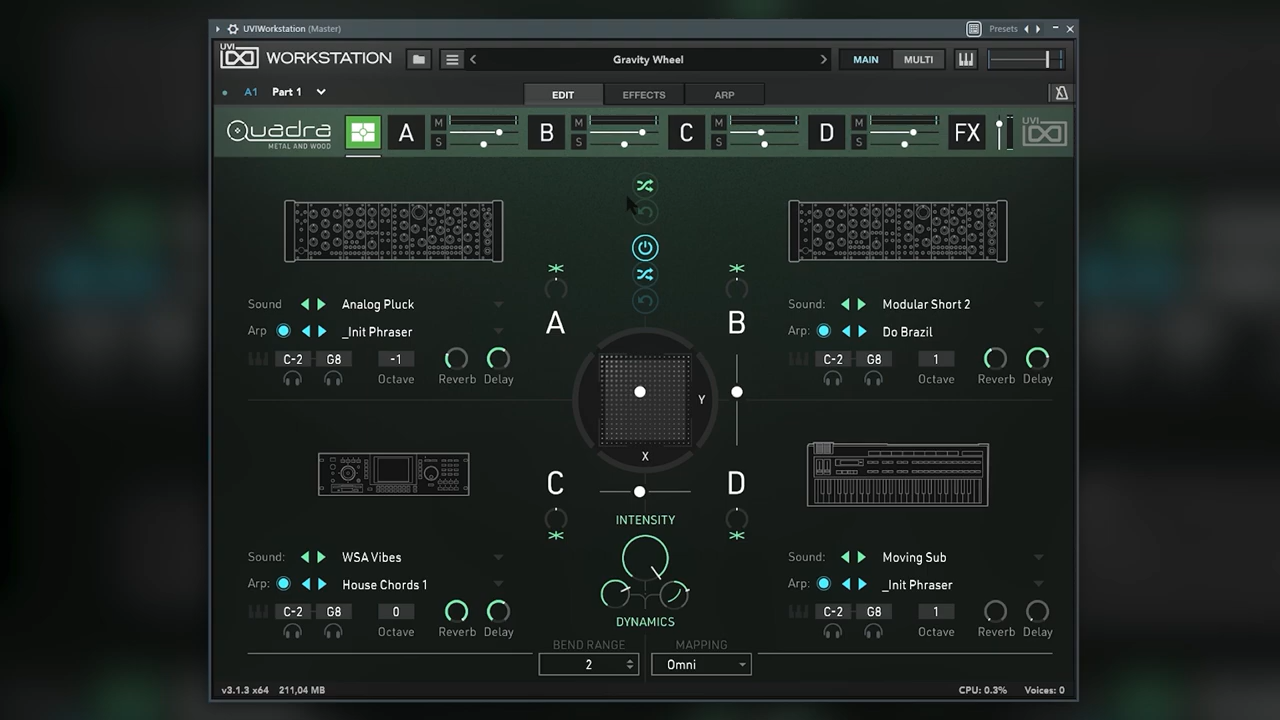 UVIWorkstation (Master)
Presets
UVI WORKSTATION
Gravity Wheel
MAIN MULTI
A1 Part 1
EDIT EFFECTS ARP
Quadra
METAL AND WOOD
A M S B M S C M S D M S FX UVI
A B
Sound Analog Pluck
Arp _Init Phraser
C-2 G8 -1
Octave Reverb Delay
Sound: Modular Short 2
Arp: Do Brazil
C-2 G8 1
Octave Reverb Delay
Y
X
C D
INTENSITY
DYNAMICS
Sound: WSA Vibes
Arp: House Chords 1
C-2 G8 0
Octave Reverb Delay
Sound: Moving Sub
Arp: _Init Phraser
C-2 G8 1
Octave Reverb Delay
BEND RANGE MAPPING
2 Omni
v3.1.3 x64 211,04 MB
CPU: 0.3% Voices: 0